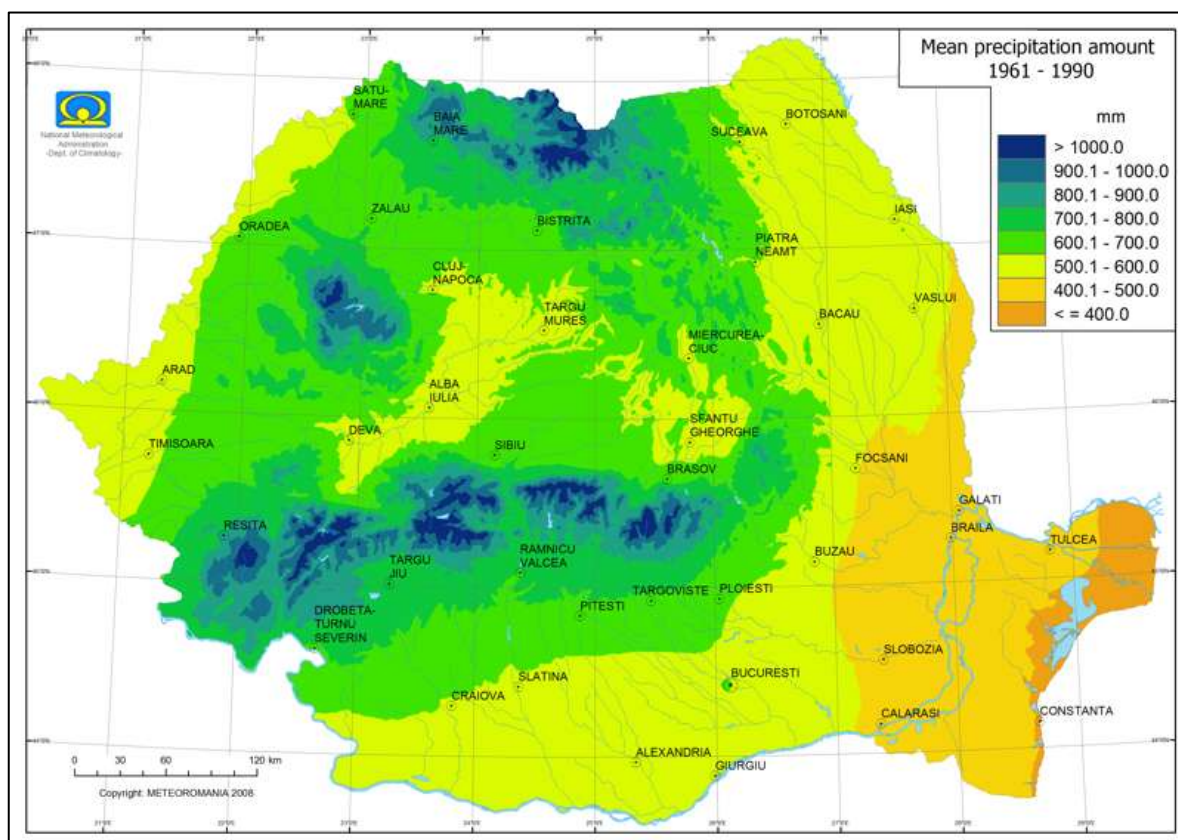 Mean precipitation amount
1961 - 1990
mm
> 1000.0
900.1 - 1000.0
800.1 - 900.0
700.1 - 800.0
600.1 - 700.0
500.1 - 600.0
400.1 - 500.0
< = 400.0
National Meteorological
Administration
-Dept. of Climatology-
SATU-
MARE
BAIA
MARE
BOTOSANI
SUCEAVA
ORADEA
ZALAU
BISTRITA
IASI
PIATRA
NEAMT
CLUJ-
NAPOCA
TARGU
MURES
MIERCUREA-
CIUC
BACAU
VASLUI
ARAD
ALBA
IULIA
DEVA
TIMISOARA
SIBIU
SFANTU
GHEORGHE
BRASOV
FOCSANI
GALATI
BRAILA
TULCEA
RESITA
TARGU
JIU
RAMNICU
VALCEA
BUZAU
DROBETA-
TURNU
SEVERIN
PITESTI
TARGOVISTE
PLOIESTI
SLOBOZIA
BUCURESTI
SLATINA
CRAIOVA
CALARASI
CONSTANTA
ALEXANDRIA
GIURGIU
0 30 60 120 km
Copyright: METEOROMANIA 2008